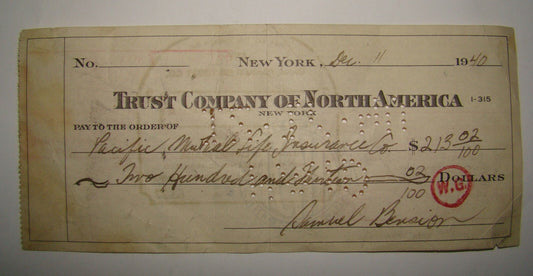 No. NEW YORK, Dec. 11 1940
TRUST COMPANY OF NORTH AMERICA 1-315
NEW YORK
PAY TO THE ORDER OF
Pacific Mutual Life Insurance Co. $ 213 02/100
Two Hundred and Thirteen 02/100 DOLLARS
W.G.
Samuel Bension